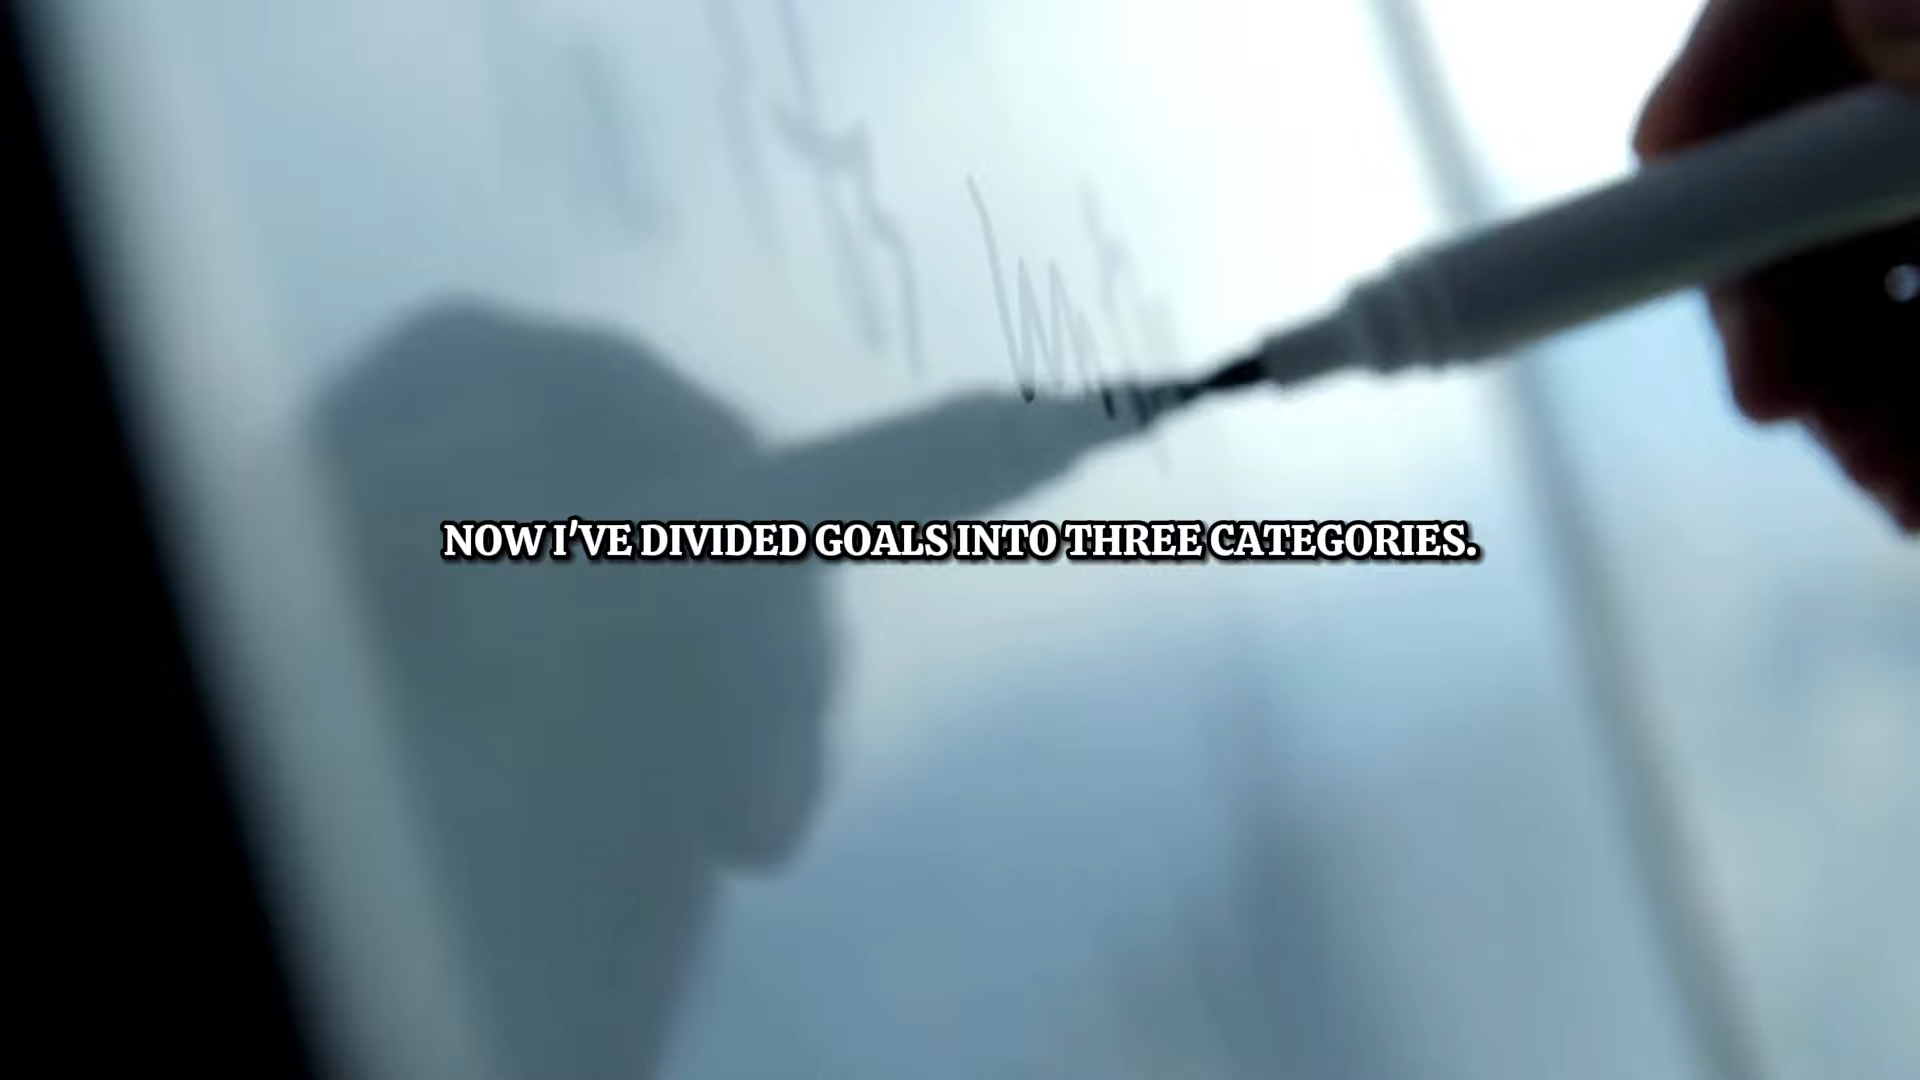 NOW I'VE DIVIDED GOALS INTO THREE CATEGORIES.